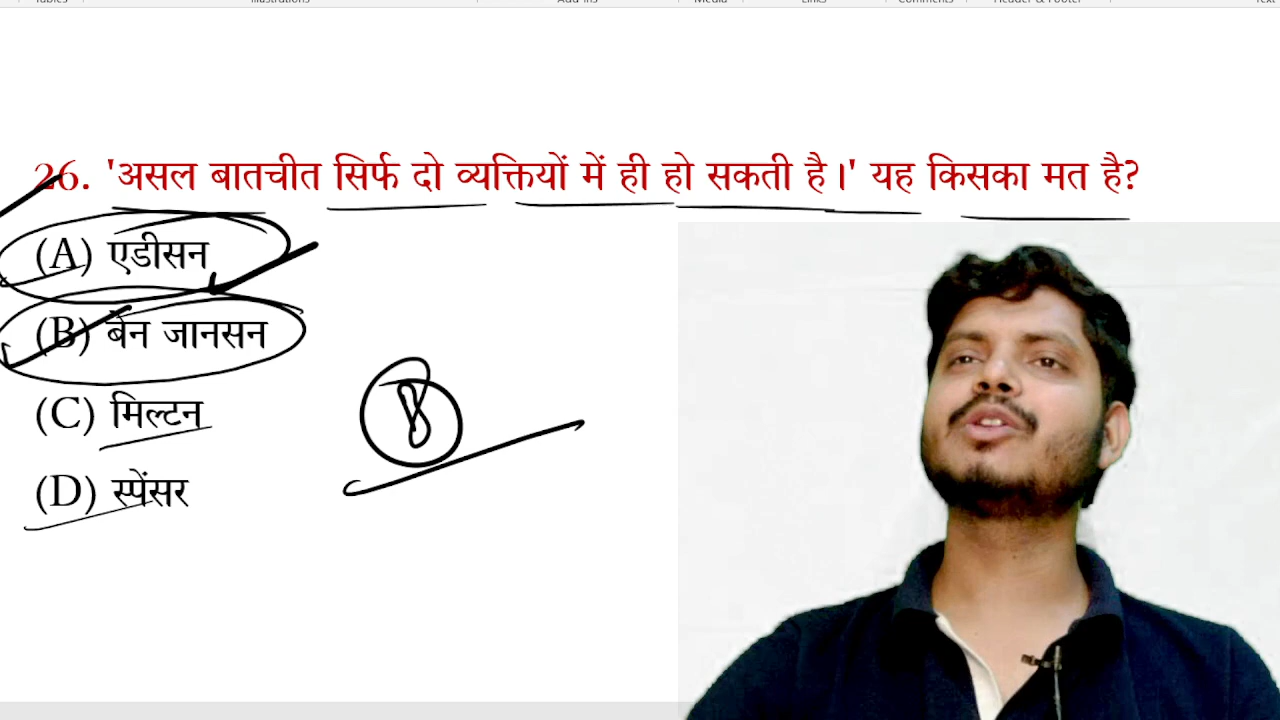 26. 'असल बातचीत सिर्फ दो व्यक्तियों में ही हो सकती है।' यह किसका मत है?
(A) एडीसन
(B) बेन जानसन
(C) मिल्टन
(D) स्पेंसर
B